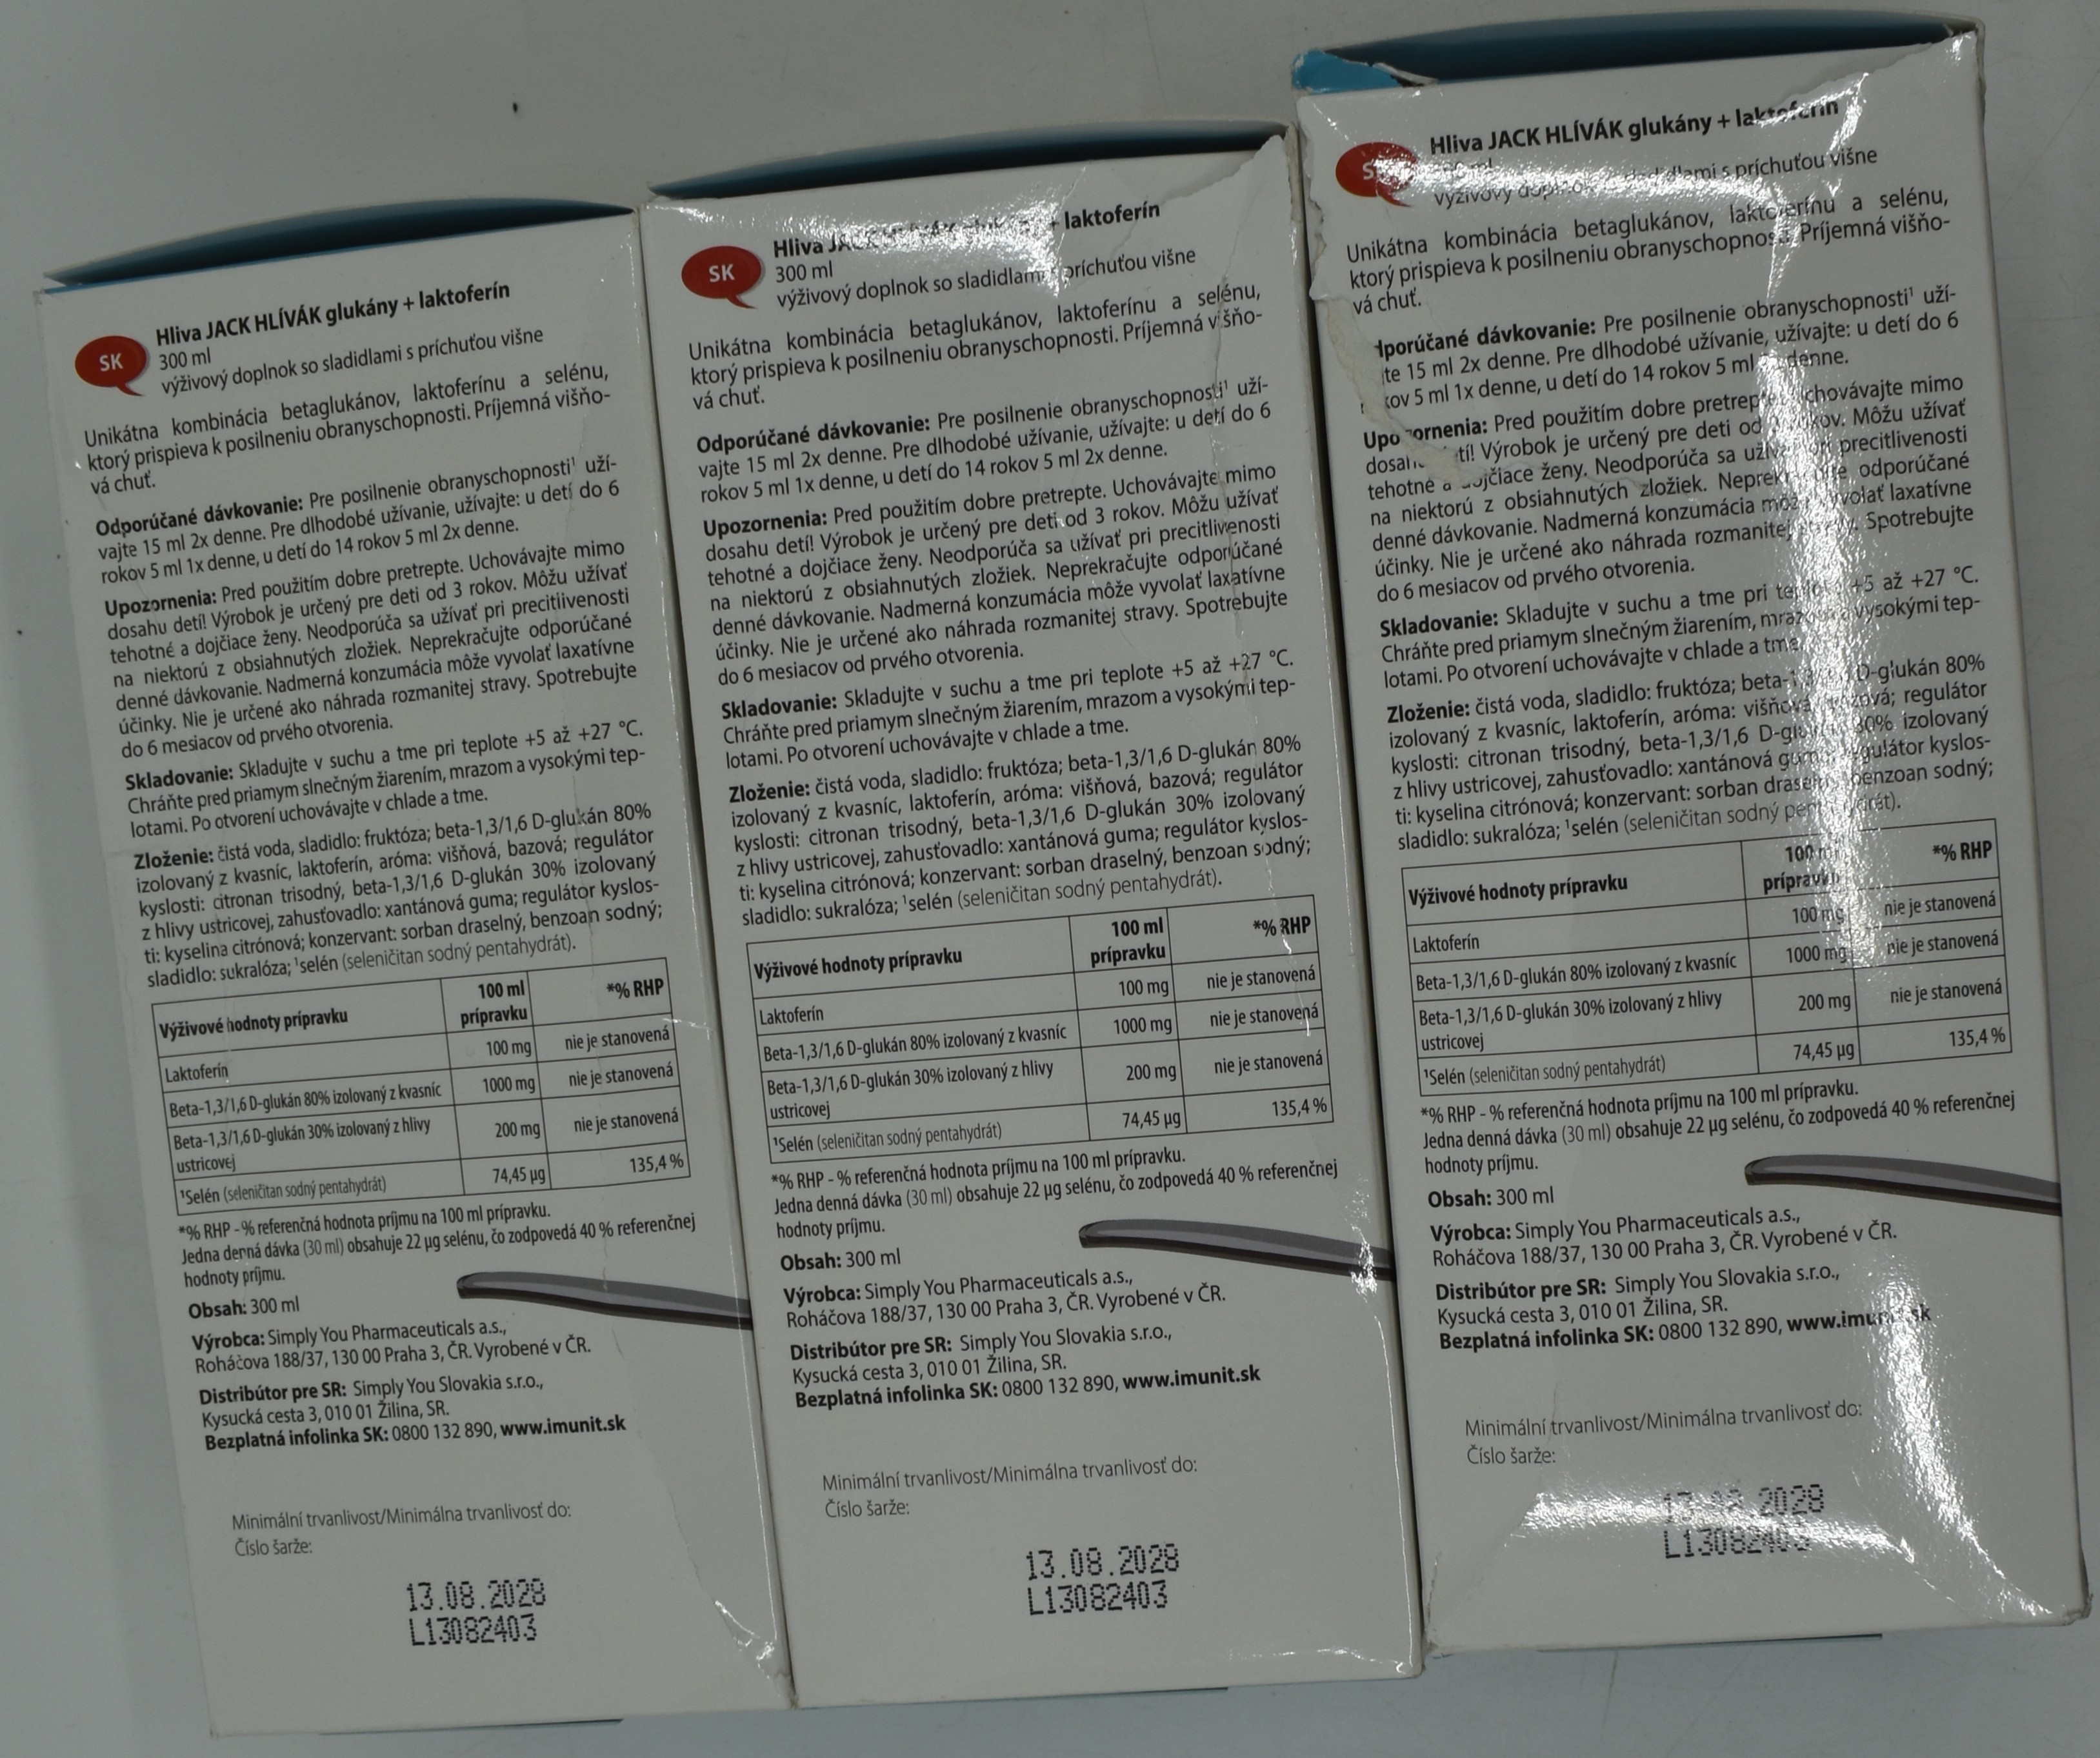 SK
Hliva JACK HLÍVÁK glukány + laktoferín
300 ml
výživový doplnok so sladidlami s príchuťou višne
Unikátna kombinácia betaglukánov, laktoferínu a selénu,
ktorý prispieva k posilneniu obranyschopnosti. Príjemná višňo-
vá chuť.
Odporúčané dávkovanie: Pre posilnenie obranyschopnosti¹ uží-
vajte 15 ml 2x denne. Pre dlhodobé užívanie, užívajte: u detí do 6
rokov 5 ml 1x denne, u detí do 14 rokov 5 ml 2x denne.
Upozornenia: Pred použitím dobre pretrepte. Uchovávajte mimo
dosahu detí! Výrobok je určený pre deti od 3 rokov. Môžu užívať
tehotné a dojčiace ženy. Neodporúča sa užívať pri precitlivenosti
na niektorú z obsiahnutých zložiek. Neprekračujte odporúčané
denné dávkovanie. Nadmerná konzumácia môže vyvolať laxatívne
účinky. Nie je určené ako náhrada rozmanitej stravy. Spotrebujte
do 6 mesiacov od prvého otvorenia.
Skladovanie: Skladujte v suchu a tme pri teplote +5 až +27 °C.
Chráňte pred priamym slnečným žiarením, mrazom a vysokými tep-
lotami. Po otvorení uchovávajte v chlade a tme.
Zloženie: čistá voda, sladidlo: fruktóza; beta-1,3/1,6 D-glukán 80%
izolovaný z kvasníc, laktoferín, aróma: višňová, bazová; regulátor
kyslosti: citronan trisodný, beta-1,3/1,6 D-glukán 30% izolovaný
z hlivy ustricovej, zahusťovadlo: xantánová guma; regulátor kyslos-
ti: kyselina citrónová; konzervant: sorban draselný, benzoan sodný;
sladidlo: sukralóza; ¹selén (seleničitan sodný pentahydrát).
Výživové hodnoty prípravku 100 ml prípravku *% RHP
Laktoferín 100 mg nie je stanovená
Beta-1,3/1,6 D-glukán 80% izolovaný z kvasníc 1000 mg nie je stanovená
Beta-1,3/1,6 D-glukán 30% izolovaný z hlivy
ustricovej 200 mg nie je stanovená
¹Selén (seleničitan sodný pentahydrát) 74,45 µg 135,4 %
*% RHP - % referenčná hodnota príjmu na 100 ml prípravku.
Jedna denná dávka (30 ml) obsahuje 22 µg selénu, čo zodpovedá 40 % referenčnej
hodnoty príjmu.
Obsah: 300 ml
Výrobca: Simply You Pharmaceuticals a.s.,
Roháčova 188/37, 130 00 Praha 3, ČR. Vyrobené v ČR.
Distribútor pre SR: Simply You Slovakia s.r.o.,
Kysucká cesta 3, 010 01 Žilina, SR.
Bezplatná infolinka SK: 0800 132 890, www.imunit.sk
Minimální trvanlivost/Minimálna trvanlivosť do:
Číslo šarže:
13.08.2028
L13082403
SK
Hliva + laktoferín
300 ml
výživový doplnok so sladidlami príchuťou višne
Unikátna kombinácia betaglukánov, laktoferínu a selénu,
ktorý prispieva k posilneniu obranyschopnosti. Príjemná višňo-
vá chuť.
Odporúčané dávkovanie: Pre posilnenie obranyschopnosti¹ uží-
vajte 15 ml 2x denne. Pre dlhodobé užívanie, užívajte: u detí do 6
rokov 5 ml 1x denne, u detí do 14 rokov 5 ml 2x denne.
Upozornenia: Pred použitím dobre pretrepte. Uchovávajte mimo
dosahu detí! Výrobok je určený pre deti od 3 rokov. Môžu užívať
tehotné a dojčiace ženy. Neodporúča sa užívať pri precitlivenosti
na niektorú z obsiahnutých zložiek. Neprekračujte odporúčané
denné dávkovanie. Nadmerná konzumácia môže vyvolať laxatívne
účinky. Nie je určené ako náhrada rozmanitej stravy. Spotrebujte
do 6 mesiacov od prvého otvorenia.
Skladovanie: Skladujte v suchu a tme pri teplote +5 až +27 °C.
Chráňte pred priamym slnečným žiarením, mrazom a vysokými tep-
lotami. Po otvorení uchovávajte v chlade a tme.
Zloženie: čistá voda, sladidlo: fruktóza; beta-1,3/1,6 D-glukán 80%
izolovaný z kvasníc, laktoferín, aróma: višňová, bazová; regulátor
kyslosti: citronan trisodný, beta-1,3/1,6 D-glukán 30% izolovaný
z hlivy ustricovej, zahusťovadlo: xantánová guma; regulátor kyslos-
ti: kyselina citrónová; konzervant: sorban draselný, benzoan sodný;
sladidlo: sukralóza; ¹selén (seleničitan sodný pentahydrát).
Výživové hodnoty prípravku 100 ml prípravku *% RHP
Laktoferín 100 mg nie je stanovená
Beta-1,3/1,6 D-glukán 80% izolovaný z kvasníc 1000 mg nie je stanovená
Beta-1,3/1,6 D-glukán 30% izolovaný z hlivy
ustricovej 200 mg nie je stanovená
¹Selén (seleničitan sodný pentahydrát) 74,45 µg 135,4 %
*% RHP - % referenčná hodnota príjmu na 100 ml prípravku.
Jedna denná dávka (30 ml) obsahuje 22 µg selénu, čo zodpovedá 40 % referenčnej
hodnoty príjmu.
Obsah: 300 ml
Výrobca: Simply You Pharmaceuticals a.s.,
Roháčova 188/37, 130 00 Praha 3, ČR. Vyrobené v ČR.
Distribútor pre SR: Simply You Slovakia s.r.o.,
Kysucká cesta 3, 010 01 Žilina, SR.
Bezplatná infolinka SK: 0800 132 890, www.imunit.sk
Minimální trvanlivost/Minimálna trvanlivosť do:
Číslo šarže:
13.08.2028
L13082403
Hliva JACK HLÍVÁK glukány + laktoferín
výživový s príchuťou višne
Unikátna kombinácia betaglukánov, laktoferínu a selénu,
ktorý prispieva k posilneniu obranyschopnosti. Príjemná višňo-
vá chuť.
dávkovanie: Pre posilnenie obranyschopnosti¹ uží-
15 ml 2x denne. Pre dlhodobé užívanie, užívajte: u detí do 6
5 ml 1x denne, u detí do 14 rokov 5 ml denne.
Upozornenia: Pred použitím dobre pretrepte. Uchovávajte mimo
Výrobok je určený pre deti od Môžu užívať
tehotné a dojčiace ženy. Neodporúča sa užívať pri precitlivenosti
na niektorú z obsiahnutých zložiek. odporúčané
denné dávkovanie. Nadmerná konzumácia môže vyvolať laxatívne
účinky. Nie je určené ako náhrada rozmanitej Spotrebujte
do 6 mesiacov od prvého otvorenia.
Skladovanie: Skladujte v suchu a tme pri +5 až +27 °C.
Chráňte pred priamym slnečným žiarením, mrazom a vysokými tep-
lotami. Po otvorení uchovávajte v chlade a tme.
Zloženie: čistá voda, sladidlo: fruktóza; D-glukán 80%
izolovaný z kvasníc, laktoferín, aróma: višňová, bazová; regulátor
kyslosti: citronan trisodný, beta-1,3/1,6 D-glukán 30% izolovaný
z hlivy ustricovej, zahusťovadlo: xantánová guma; regulátor kyslos-
ti: kyselina citrónová; konzervant: sorban draselný, benzoan sodný;
sladidlo: sukralóza; ¹selén (seleničitan sodný pentahydrát).
Výživové hodnoty prípravku 100 ml prípravku *% RHP
Laktoferín 100 mg nie je stanovená
Beta-1,3/1,6 D-glukán 80% izolovaný z kvasníc 1000 mg nie je stanovená
Beta-1,3/1,6 D-glukán 30% izolovaný z hlivy
ustricovej 200 mg nie je stanovená
¹Selén (seleničitan sodný pentahydrát) 74,45 µg 135,4 %
*% RHP - % referenčná hodnota príjmu na 100 ml prípravku.
Jedna denná dávka (30 ml) obsahuje 22 µg selénu, čo zodpovedá 40 % referenčnej
hodnoty príjmu.
Obsah: 300 ml
Výrobca: Simply You Pharmaceuticals a.s.,
Roháčova 188/37, 130 00 Praha 3, ČR. Vyrobené v ČR.
Distribútor pre SR: Simply You Slovakia s.r.o.,
Kysucká cesta 3, 010 01 Žilina, SR.
Bezplatná infolinka SK: 0800 132 890,
Minimální trvanlivost/Minimálna trvanlivosť do:
Číslo šarže: